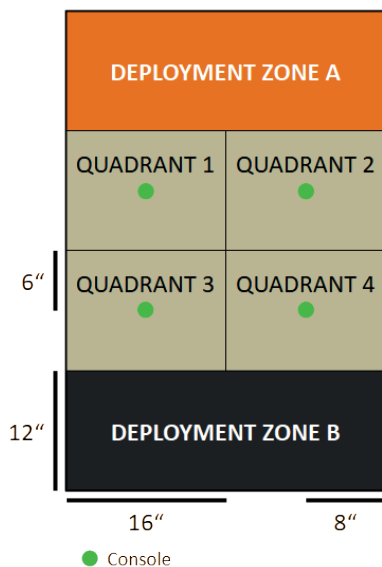 DEPLOYMENT ZONE A
QUADRANT 1
QUADRANT 2
6“
QUADRANT 3
QUADRANT 4
12“
DEPLOYMENT ZONE B
16“
8“
Console